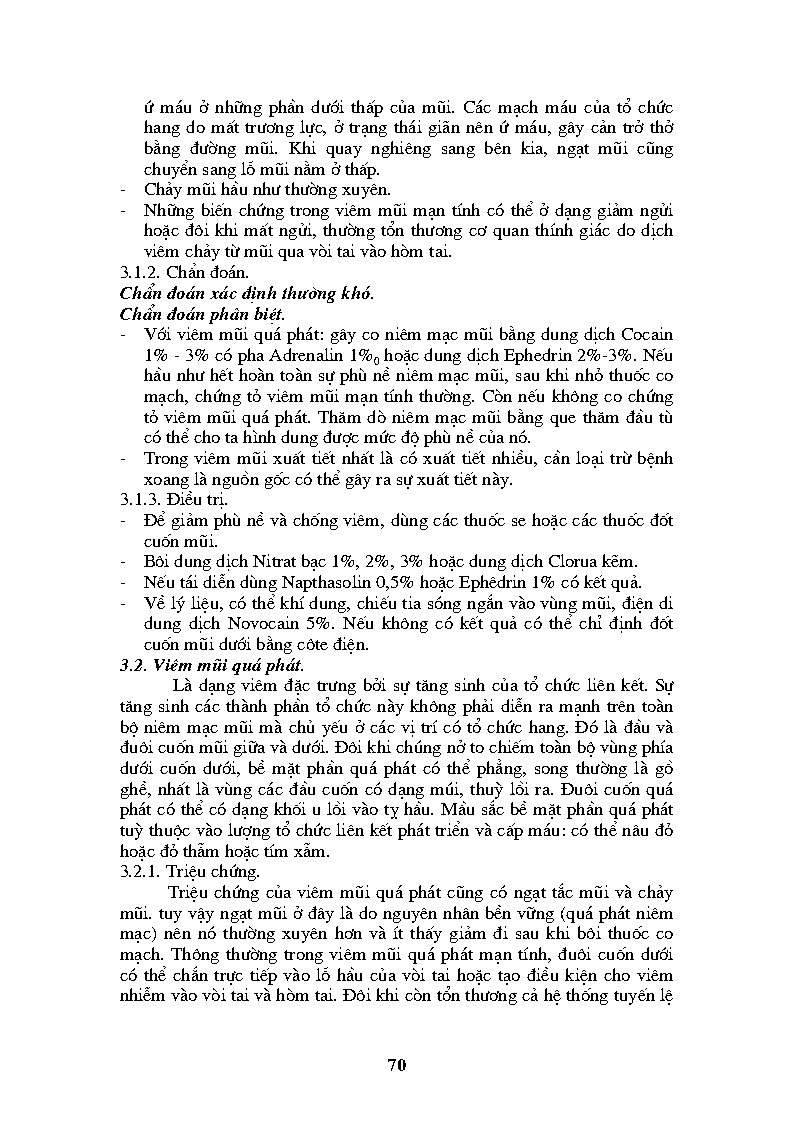 ứ máu ở những phần dưới thấp của mũi. Các mạch máu của tổ chức
hang do mất trương lực, ở trạng thái giãn nên ứ máu, gây cản trở thở
bằng đường mũi. Khi quay nghiêng sang bên kia, ngạt mũi cũng
chuyển sang lỗ mũi nằm ở thấp.
- Chảy mũi hầu như thường xuyên.
- Những biến chứng trong viêm mũi mạn tính có thể ở dạng giảm ngửi
hoặc đôi khi mất ngửi, thường tổn thương cơ quan thính giác do dịch
viêm chảy từ mũi qua vòi tai vào hòm tai.
3.1.2. Chẩn đoán.
Chẩn đoán xác định thường khó.
Chẩn đoán phân biệt.
- Với viêm mũi quá phát: gây co niêm mạc mũi bằng dung dịch Cocain
1% - 3% có pha Adrenalin 1%0 hoặc dung dịch Ephedrin 2%-3%. Nếu
hầu như hết hoàn toàn sự phù nề niêm mạc mũi, sau khi nhỏ thuốc co
mạch, chứng tỏ viêm mũi mạn tính thường. Còn nếu không co chứng
tỏ viêm mũi quá phát. Thăm dò niêm mạc mũi bằng que thăm đầu tù
có thể cho ta hình dung được mức độ phù nề của nó.
- Trong viêm mũi xuất tiết nhất là có xuất tiết nhiều, cần loại trừ bệnh
xoang là nguồn gốc có thể gây ra sự xuất tiết này.
3.1.3. Điều trị.
- Để giảm phù nề và chống viêm, dùng các thuốc se hoặc các thuốc đốt
cuốn mũi.
- Bôi dung dịch Nitrat bạc 1%, 2%, 3% hoặc dung dịch Clorua kẽm.
- Nếu tái diễn dùng Napthasolin 0,5% hoặc Ephêdrin 1% có kết quả.
- Về lý liệu, có thể khí dung, chiếu tia sóng ngắn vào vùng mũi, điện di
dung dịch Novocain 5%. Nếu không có kết quả có thể chỉ định đốt
cuốn mũi dưới bằng côte điện.
3.2. Viêm mũi quá phát.
Là dạng viêm đặc trưng bởi sự tăng sinh của tổ chức liên kết. Sự
tăng sinh các thành phần tổ chức này không phải diễn ra mạnh trên toàn
bộ niêm mạc mũi mà chủ yếu ở các vị trí có tổ chức hang. Đó là đầu và
đuôi cuốn mũi giữa và dưới. Đôi khi chúng nở to chiếm toàn bộ vùng phía
dưới cuốn dưới, bề mặt phần quá phát có thể phẳng, song thường là gồ
ghề, nhất là vùng các đầu cuốn có dạng múi, thuỳ lồi ra. Đuôi cuốn quá
phát có thể có dạng khối u lồi vào tỵ hầu. Mầu sắc bề mặt phần quá phát
tuỳ thuộc vào lượng tổ chức liên kết phát triển và cấp máu: có thể nâu đỏ
hoặc đỏ thẫm hoặc tím xẫm.
3.2.1. Triệu chứng.
Triệu chứng của viêm mũi quá phát cũng có ngạt tắc mũi và chảy
mũi. tuy vậy ngạt mũi ở đây là do nguyên nhân bền vững (quá phát niêm
mạc) nên nó thường xuyên hơn và ít thấy giảm đi sau khi bôi thuốc co
mạch. Thông thường trong viêm mũi quá phát mạn tính, đuôi cuốn dưới
có thể chắn trực tiếp vào lỗ hầu của vòi tai hoặc tạo điều kiện cho viêm
nhiễm vào vòi tai và hòm tai. Đôi khi còn tổn thương cả hệ thống tuyến lệ
70